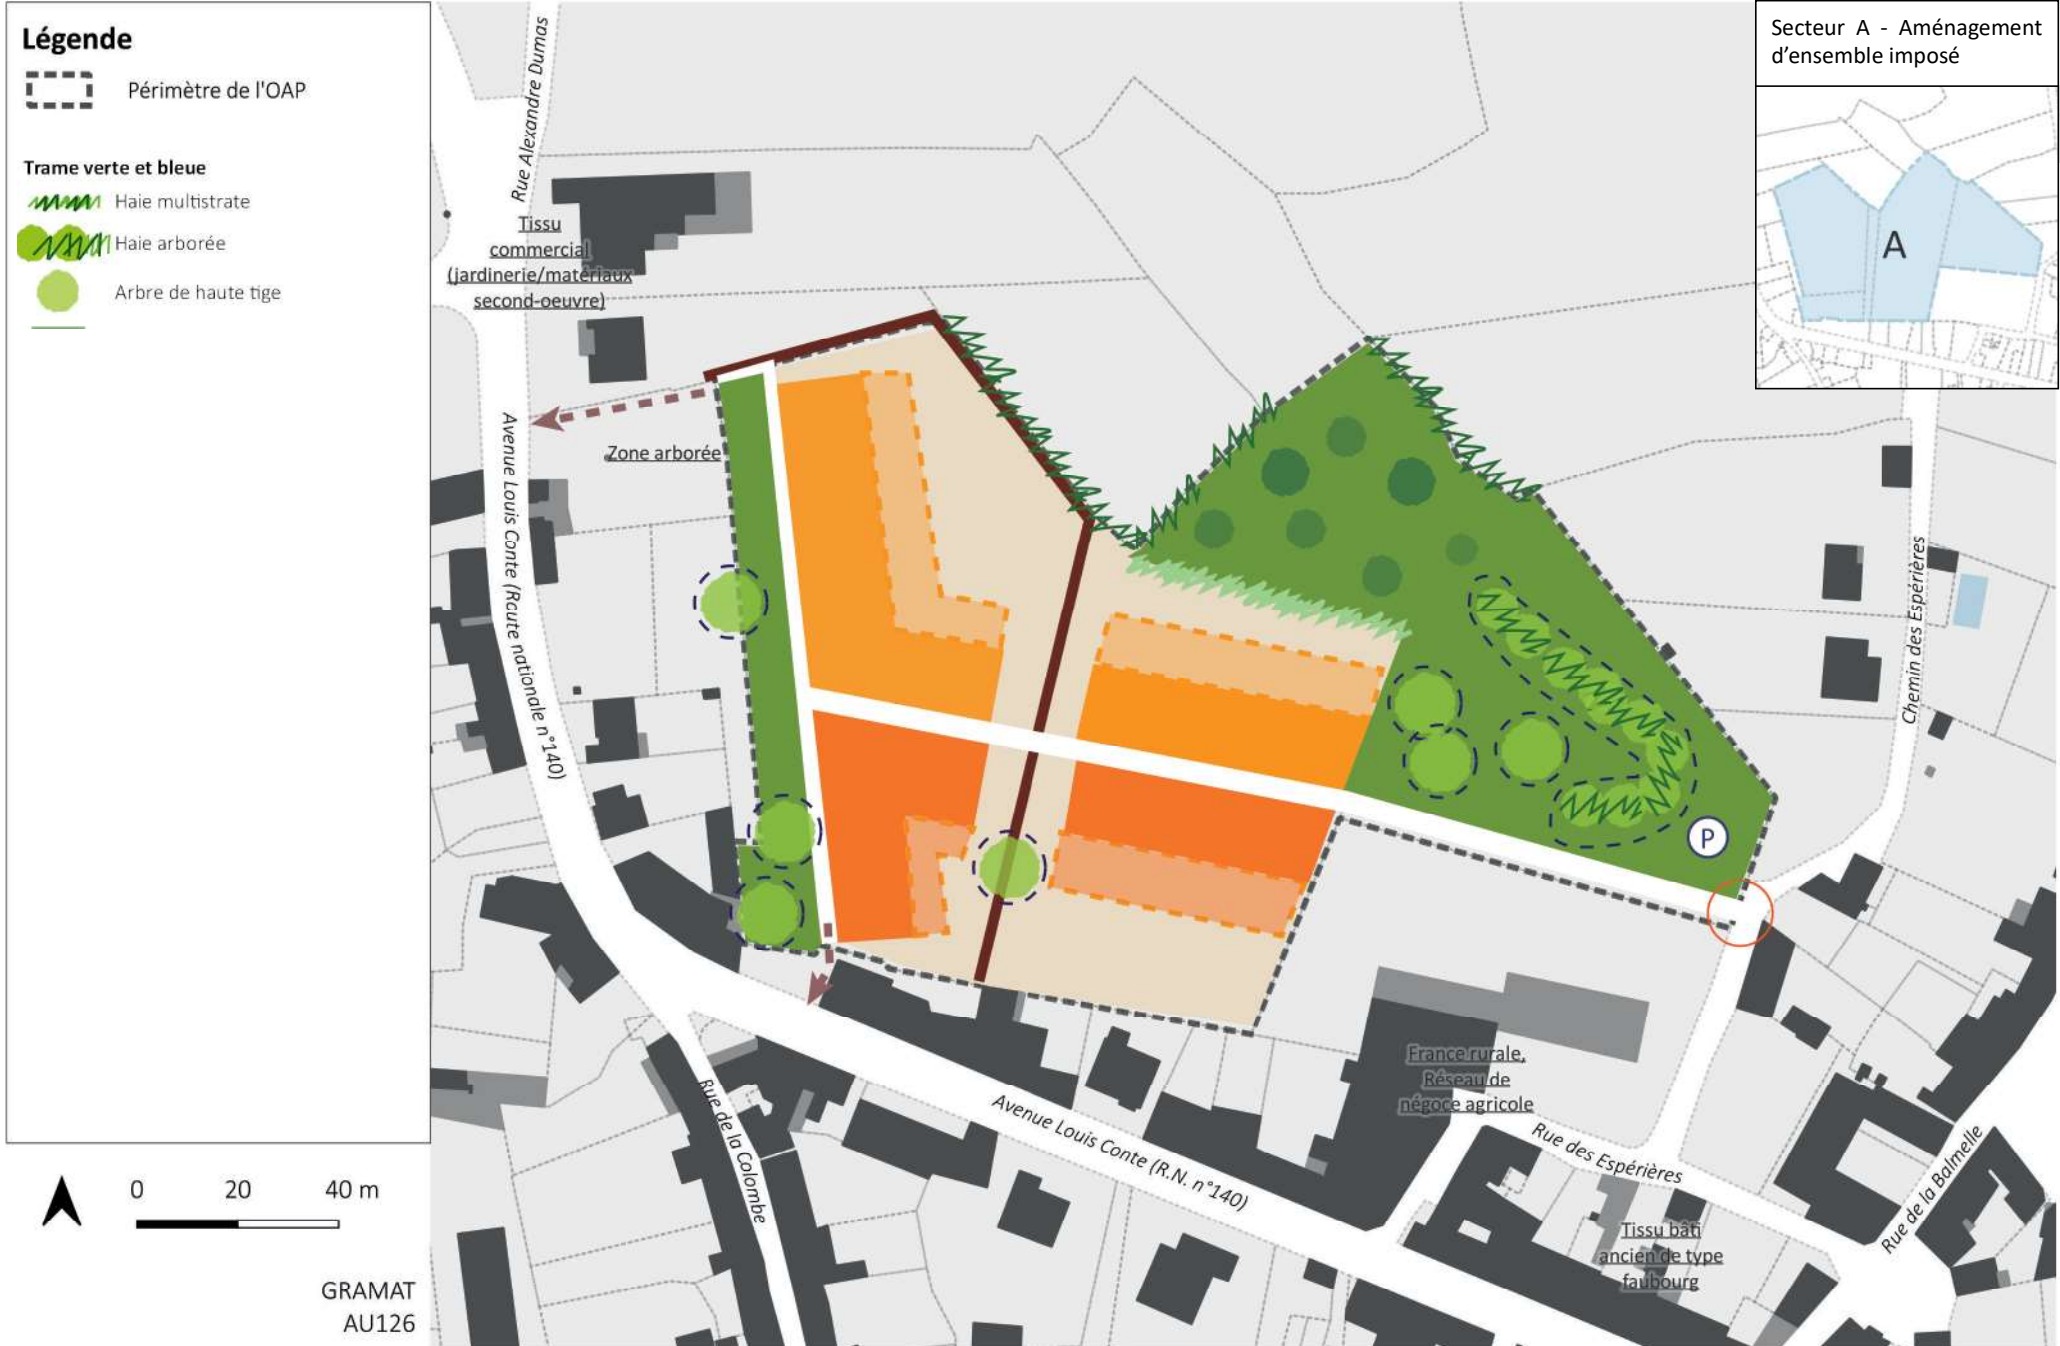 Légende
Périmètre de l'OAP
Trame verte et bleue
Haie multistrate
Haie arborée
Arbre de haute tige
Secteur A - Aménagement
d'ensemble imposé
A
Rue Alexandre Dumas
Tissu
commercial
(jardinerie/matériaux
second-oeuvre)
Zone arborée
Avenue Louis Conte (Route nationale n°140)
Chemin des Espérières
P
France rurale,
Réseau de
négoce agricole
Avenue Louis Conte (R.N. n°140)
Rue de la Colombe
Rue des Espérières
Rue de la Balmelle
Tissu bâti
ancien de type
faubourg
0 20 40 m
GRAMAT
AU126